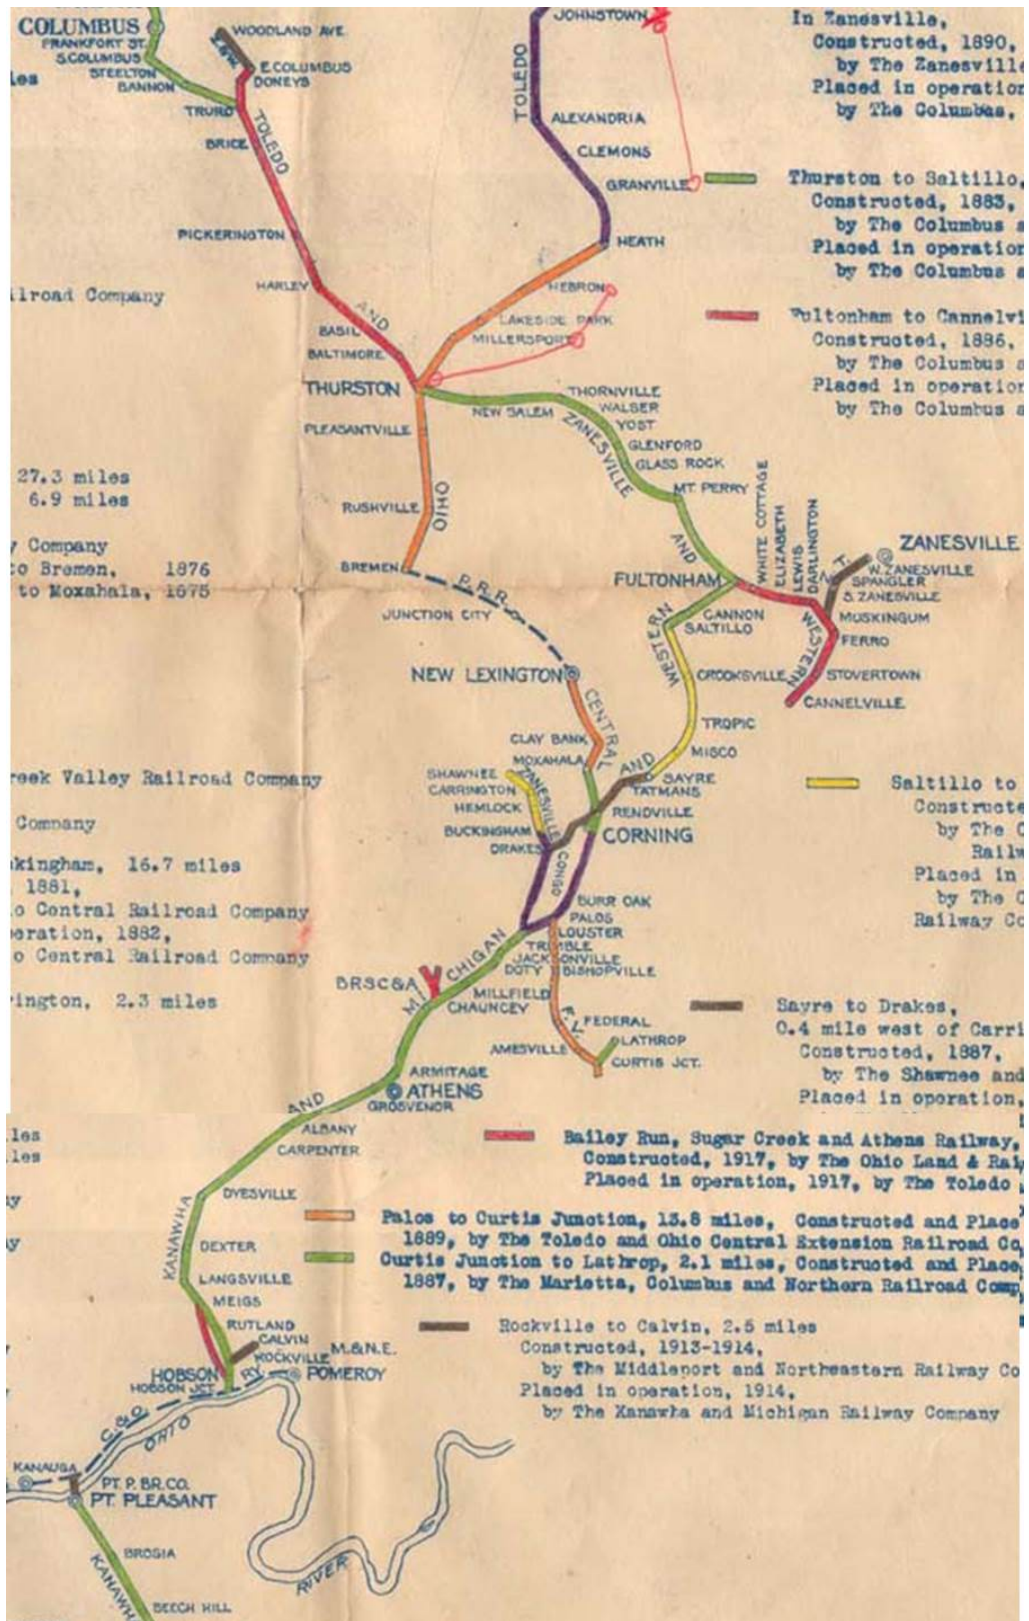 COLUMBUS
FRANKFORT ST.
S.COLUMBUS
STEELTON
BANNON
TRURO
BRICE
WOODLAND AVE.
E.COLUMBUS
DONEYS
TOLEDO
PICKERINGTON
HARLEY
AND
BASIL
BALTIMORE
THURSTON
PLEASANTVILLE
RUSHVILLE
OHIO
BREMEN
P.R.R.
JUNCTION CITY
NEW LEXINGTON
JOHNSTOWN
TOLEDO
ALEXANDRIA
CLEMONS
GRANVILLE
HEATH
HEBRON
LAKESIDE PARK
MILLERSPORT
NEW SALEM
THORNVILLE
WALSER
YOST
GLENFORD
GLASS ROCK
ZANESVILLE
MT. PERRY
AND
FULTONHAM
WHITE COTTAGE
ELIZABETH
LEWIS
DARLINGTON
ZANESVILLE
W.ZANESVILLE
SPANGLER
S.ZANESVILLE
MUSKINGUM
FERRO
STOVERTOWN
CANNELVILLE
WESTERN
CANNON
SALTILLO
WESTERN
CROOKSVILLE
TROPIC
MISCO
AND
SAYRE
TATMANS
RENDVILLE
CORNING
CENTRAL
CLAY BANK
MOXAHALA
SHAWNEE
CARRINGTON
HEMLOCK
ZANESVILLE
BUCKINGHAM
DRAKES
CONGO
BURR OAK
PALOS
GLOUSTER
TRIMBLE
JACKSONVILLE
DOTY
BISHOPVILLE
MILLFIELD
BRSC&A
MICHIGAN
CHAUNCEY
F.V.
FEDERAL
LATHROP
AMESVILLE
CURTIS JCT.
ARMITAGE
ATHENS
GROSVENOR
AND
ALBANY
CARPENTER
DYESVILLE
KANAWHA
DEXTER
LANGSVILLE
MEIGS
RUTLAND
CALVIN
ROCKVILLE
M.&N.E.
RY.
HOBSON
HOBSON JCT.
POMEROY
C.&O.
OHIO
KANAUGA
PT. P. BR. CO.
PT. PLEASANT
BROSIA
KANAWH
BEECH HILL
RIVER
In Zanesville,
Constructed, 1890,
by The Zanesville
Placed in operation
by The Columbus,
Thurston to Saltillo,
Constructed, 1883,
by The Columbus a
Placed in operation
by The Columbus a
Fultonham to Cannelvi
Constructed, 1886,
by The Columbus a
Placed in operation
by The Columbus a
les
ilroad Company
27.3 miles
6.9 miles
y Company
to Bremen, 1876
to Moxahala, 1875
reek Valley Railroad Company
Company
kingham, 16.7 miles
1881,
io Central Railroad Company
eration, 1882,
o Central Railroad Company
rington, 2.3 miles
Saltillo to
Constructe
by The C
Railw
Placed in
by The C
Railway Co
Sayre to Drakes,
0.4 mile west of Carri
Constructed, 1887,
by The Shawnee and
Placed in operation,
les
les
Bailey Run, Sugar Creek and Athens Railway,
Constructed, 1917, by The Ohio Land & Rai
Placed in operation, 1917, by The Toledo
Palos to Curtis Junction, 13.8 miles, Constructed and Place
1889, by The Toledo and Ohio Central Extension Railroad Co
Curtis Junction to Lathrop, 2.1 miles, Constructed and Place
1887, by The Marietta, Columbus and Northern Railroad Comp
Rockville to Calvin, 2.5 miles
Constructed, 1913-1914,
by The Middleport and Northeastern Railway Co
Placed in operation, 1914,
by The Kanawha and Michigan Railway Company